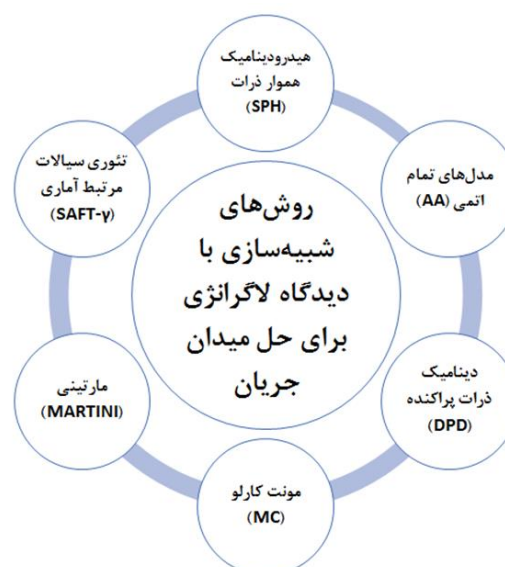 هیدرودینامیک
هموار ذرات
(SPH)
مدل‌های تمام
اتمی (AA)
دینامیک
ذرات پراکنده
(DPD)
مونت کارلو
(MC)
مارتینی
(MARTINI)
تئوری سیالات
مرتبط آماری
(SAFT-γ)
روش‌های
شبیه‌سازی با
دیدگاه لاگرانژی
برای حل میدان
جریان